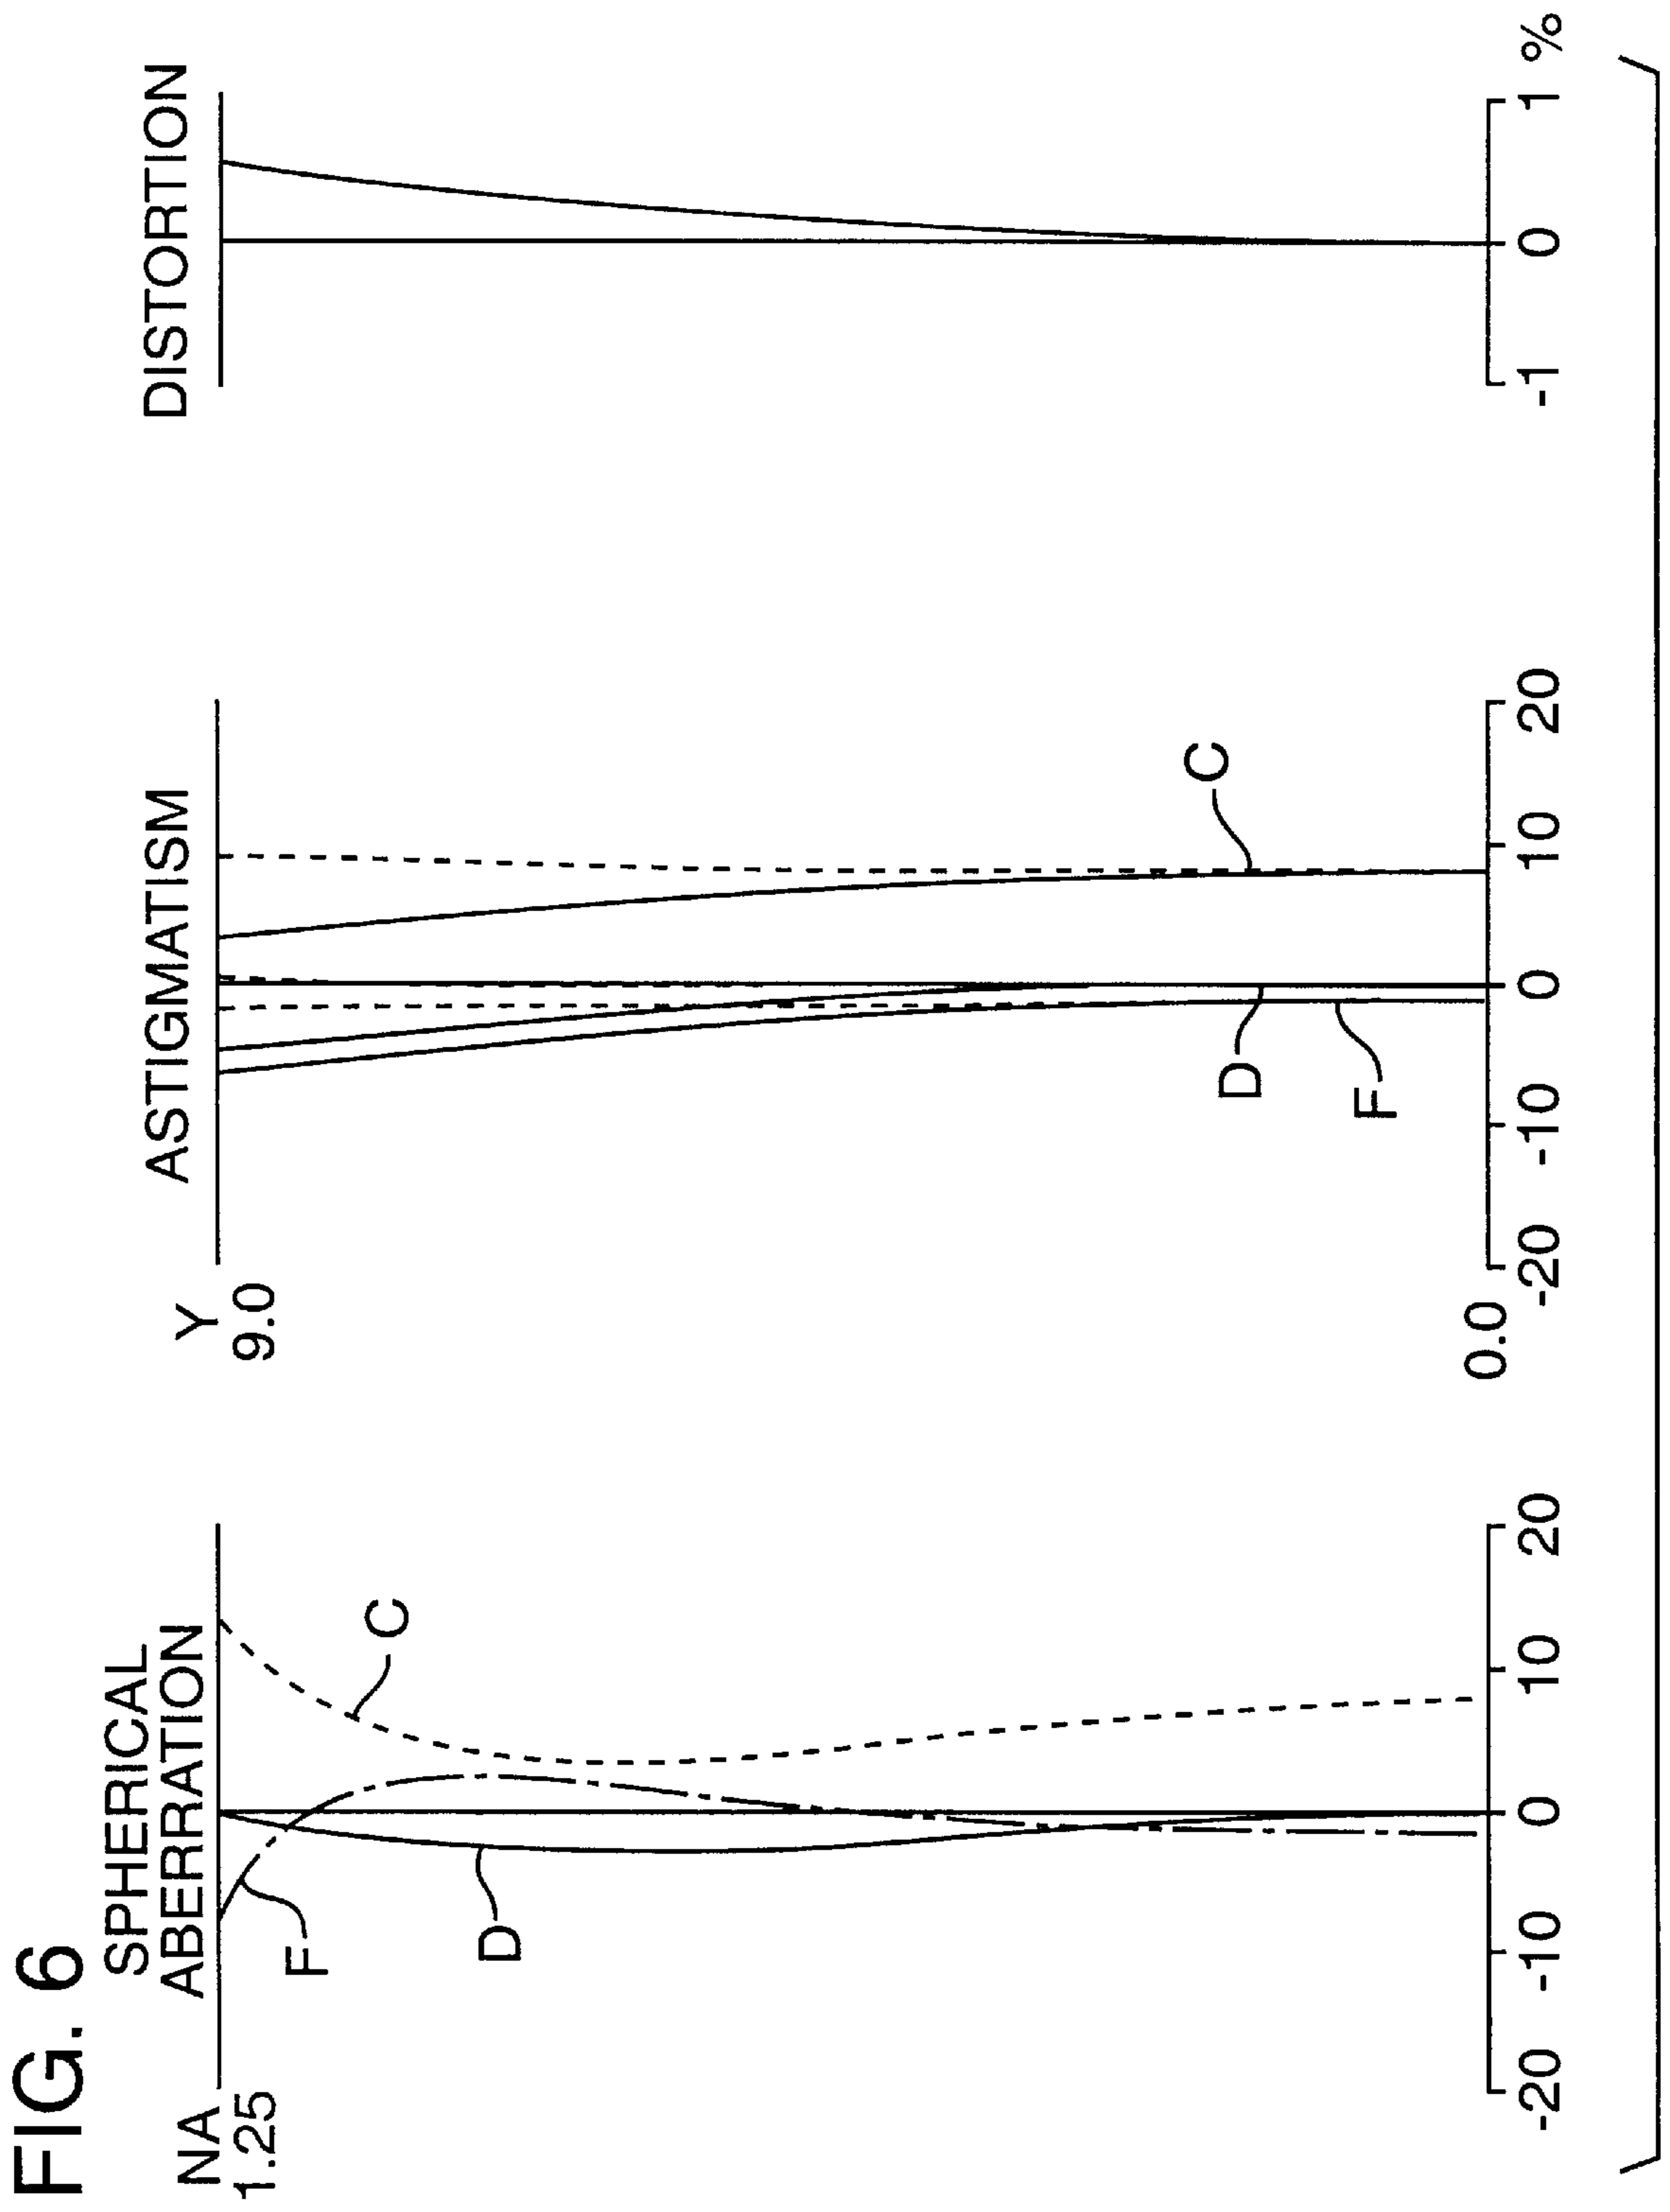 FIG. 6
SPHERICAL
ABERRATION
NA
1.25
F
D
C
-20 -10 0 10 20
ASTIGMATISM
Y
9.0
0.0
D
F
C
-20 -10 0 10 20
DISTORTION
-1 0 1 %